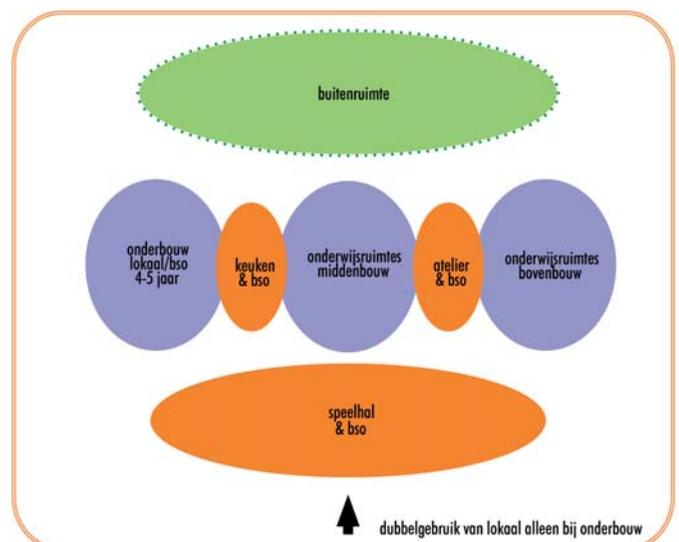 buitenruimte
onderbouw
lokaal/bso
4-5 jaar
keuken
& bso
onderwijsruimtes
middenbouw
atelier
& bso
onderwijsruimtes
bovenbouw
speelhal
& bso
dubbelgebruik van lokaal alleen bij onderbouw